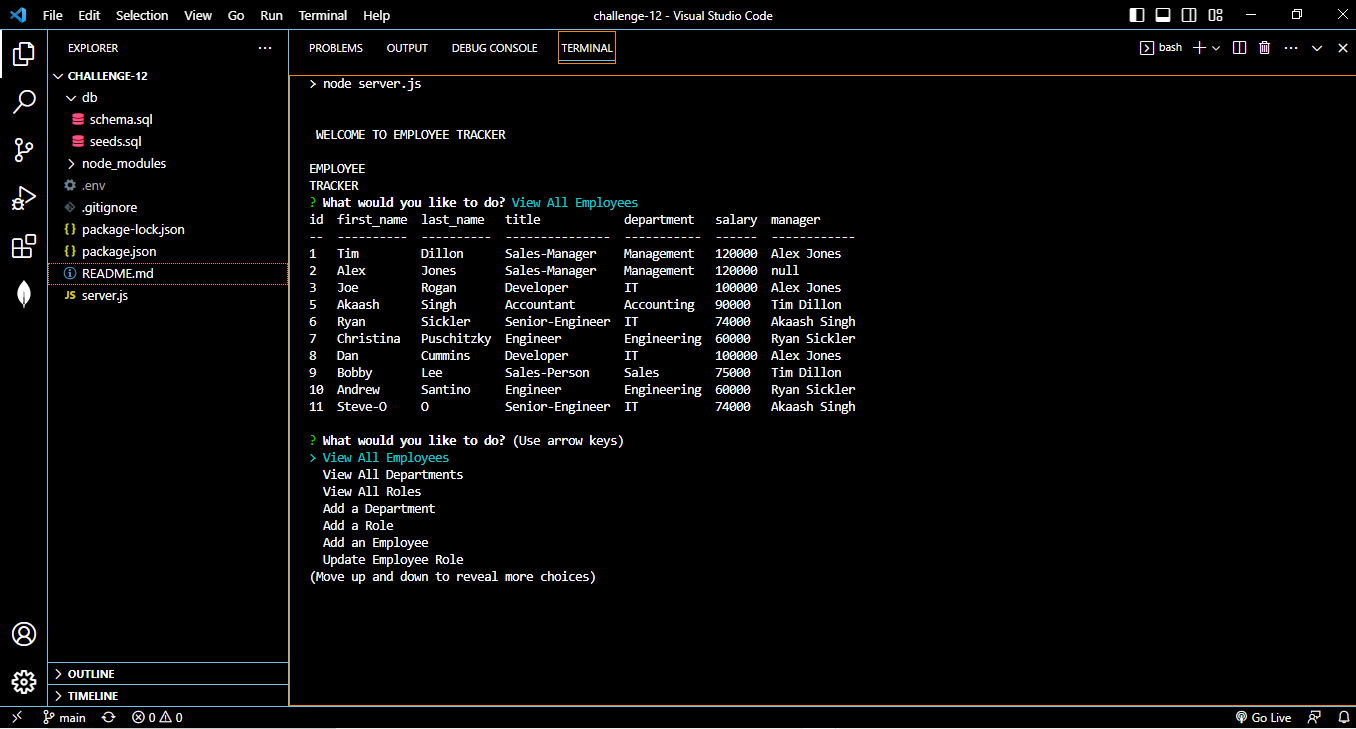 File Edit Selection View Go Run Terminal Help challenge-12 - Visual Studio Code
EXPLORER ···
CHALLENGE-12
db
schema.sql
seeds.sql
node_modules
.env
.gitignore
{} package-lock.json
{} package.json
README.md
JS server.js
OUTLINE
TIMELINE
PROBLEMS OUTPUT DEBUG CONSOLE TERMINAL bash
> node server.js
WELCOME TO EMPLOYEE TRACKER
EMPLOYEE
TRACKER
? What would you like to do? View All Employees
id first_name last_name title department salary manager
-- ---------- ---------- --------------- ----------- ------ ------------
1 Tim Dillon Sales-Manager Management 120000 Alex Jones
2 Alex Jones Sales-Manager Management 120000 null
3 Joe Rogan Developer IT 100000 Alex Jones
5 Akaash Singh Accountant Accounting 90000 Tim Dillon
6 Ryan Sickler Senior-Engineer IT 74000 Akaash Singh
7 Christina Puschitzky Engineer Engineering 60000 Ryan Sickler
8 Dan Cummins Developer IT 100000 Alex Jones
9 Bobby Lee Sales-Person Sales 75000 Tim Dillon
10 Andrew Santino Engineer Engineering 60000 Ryan Sickler
11 Steve-O O Senior-Engineer IT 74000 Akaash Singh
? What would you like to do? (Use arrow keys)
> View All Employees
View All Departments
View All Roles
Add a Department
Add a Role
Add an Employee
Update Employee Role
(Move up and down to reveal more choices)
main 0 0 Go Live